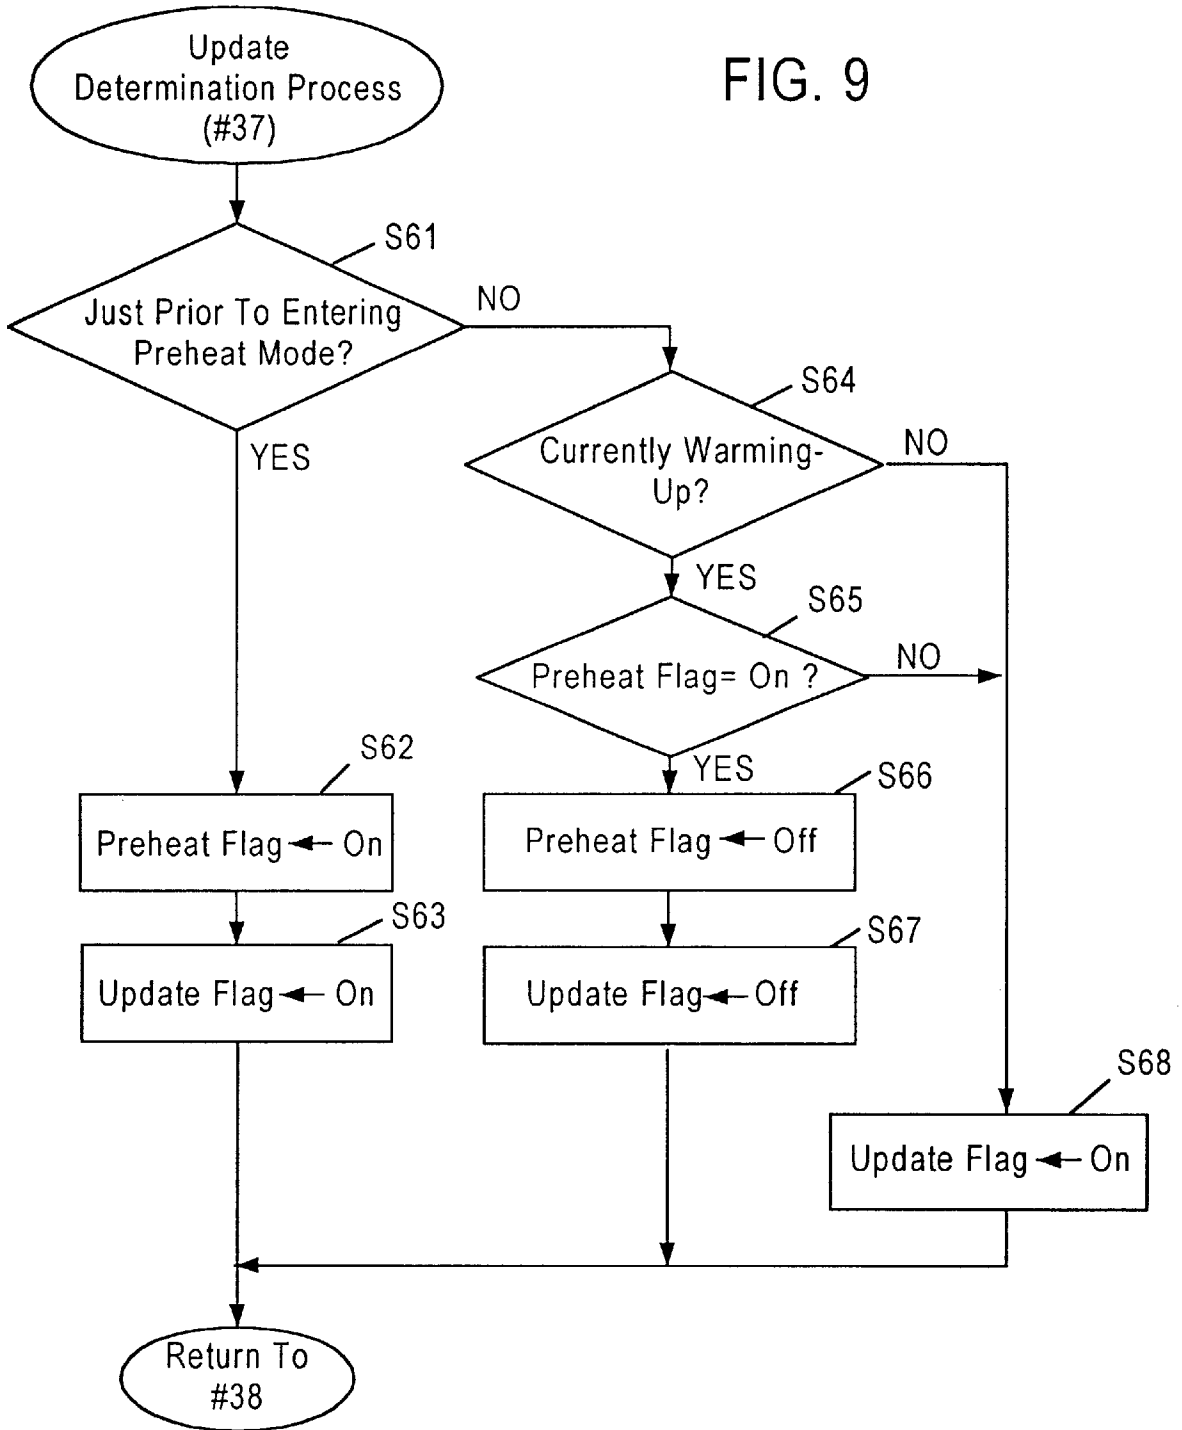 Update
Determination Process
(#37)
FIG. 9
S61
Just Prior To Entering
Preheat Mode?
NO
YES
S64
Currently Warming-
Up?
NO
YES
S65
Preheat Flag= On ?
NO
YES
S62
Preheat Flag ← On
S66
Preheat Flag ← Off
S63
Update Flag ← On
S67
Update Flag ← Off
S68
Update Flag ← On
Return To
#38